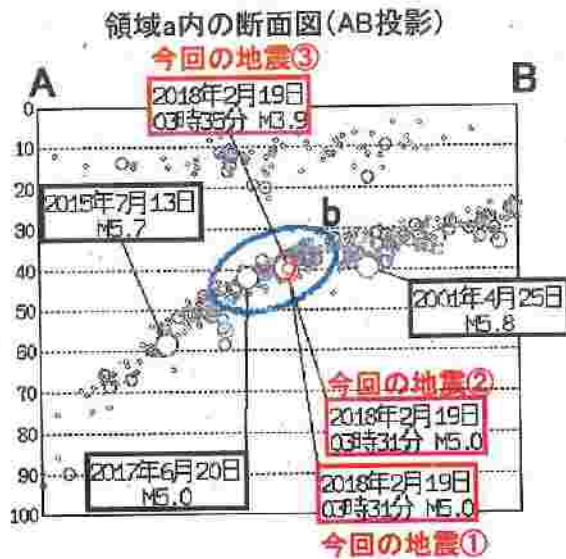 領域a内の断面図(AB投影)
今回の地震③
A
B
2018年2月19日
03時35分 M3.9
0
10
20
30
40
50
60
70
80
90
100
2015年7月13日
M5.7
b
2001年4月25日
M5.8
今回の地震②
2018年2月19日
03時31分 M5.0
2017年6月20日
M5.0
2018年2月19日
03時31分 M5.0
今回の地震①